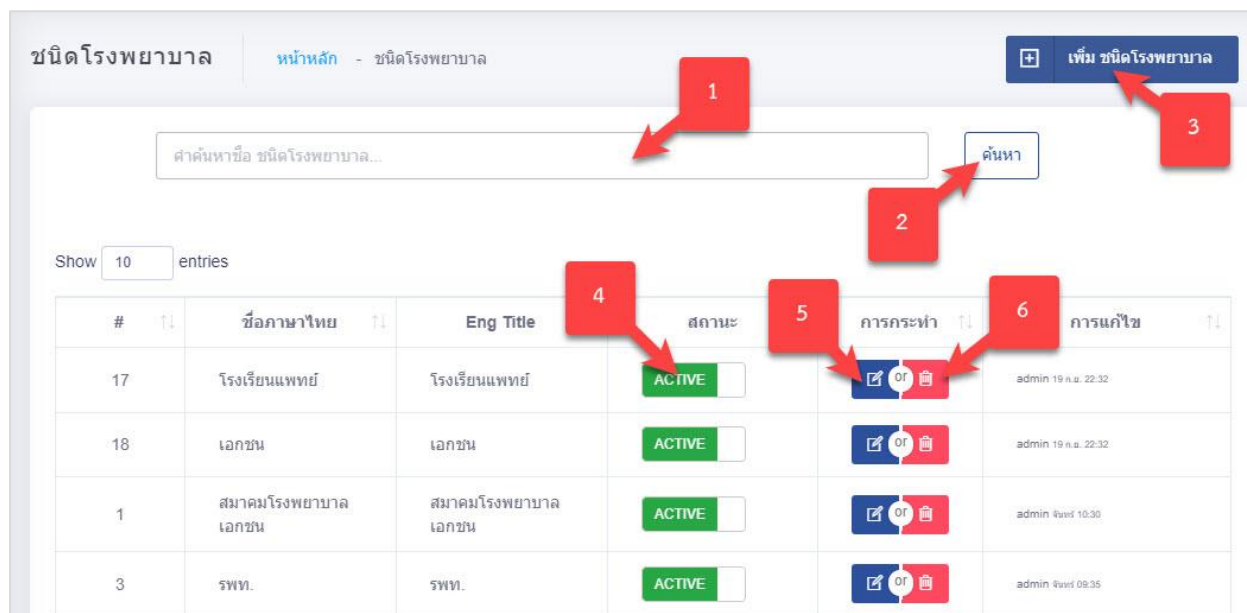 ชนิดโรงพยาบาล
หน้าหลัก - ชนิดโรงพยาบาล
เพิ่ม ชนิดโรงพยาบาล
1
3
คำค้นหาชื่อ ชนิดโรงพยาบาล...
ค้นหา
2
Show 10 entries
4
5
6
# ชื่อภาษาไทย Eng Title สถานะ การกระทำ การแก้ไข
17 โรงเรียนแพทย์ โรงเรียนแพทย์ ACTIVE or admin 19 ก.ย. 22:32
18 เอกชน เอกชน ACTIVE or admin 19 ก.ย. 22:32
1 สมาคมโรงพยาบาล สมาคมโรงพยาบาล ACTIVE or admin จันทร์ 10:30
เอกชน เอกชน
3 รพท. รพท. ACTIVE or admin จันทร์ 09:35